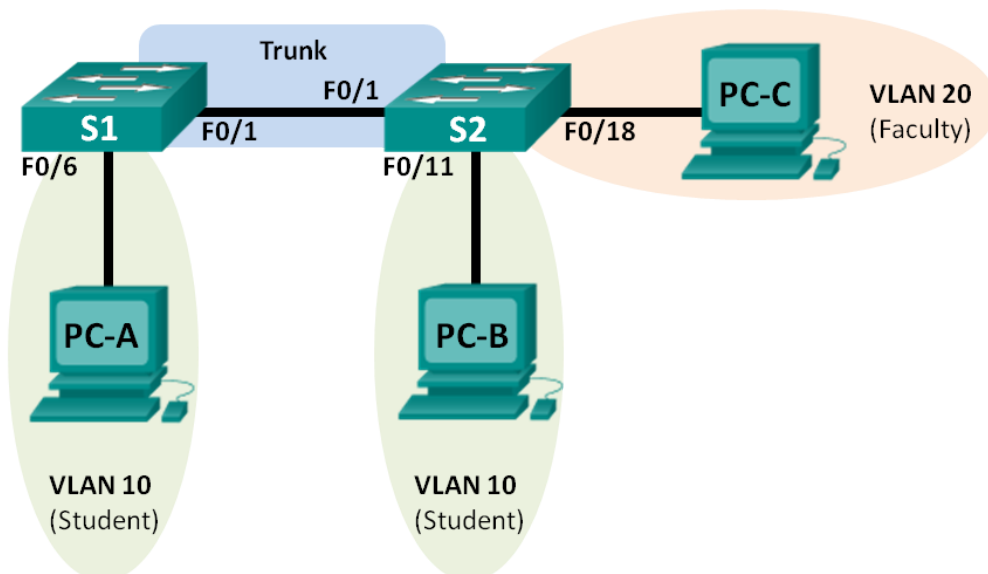 Trunk
S1
F0/1
F0/1
S2
F0/6
F0/11
F0/18
PC-C
VLAN 20
(Faculty)
PC-A
PC-B
VLAN 10
(Student)
VLAN 10
(Student)